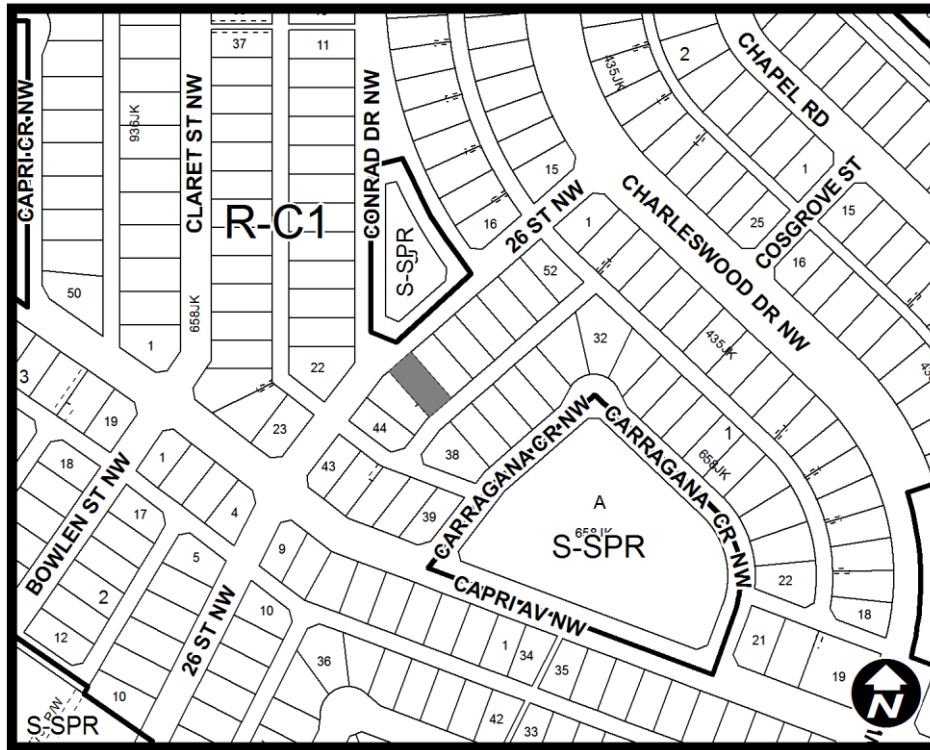 37
11
2
CHAPEL RD
435JK
CAPRI CR NW
936JK
CLARET ST NW
CONRAD DR NW
15
1
COSGROVE ST
15
R-C1
S-SPR
16
26 ST NW
1
CHARLESWOOD DR NW
25
16
52
50
658JK
1
22
32
435JK
3
19
23
44
38
CARRAGANA CR NW
CARRAGANA CR NW
1
658JK
18
1
43
BOWLEN ST NW
17
4
39
A
658JK
S-SPR
5
9
2
10
CAPRI AV NW
22
18
26 ST NW
12
36
1
34
35
21
19
10
42
33
N
S-SPR
R/W